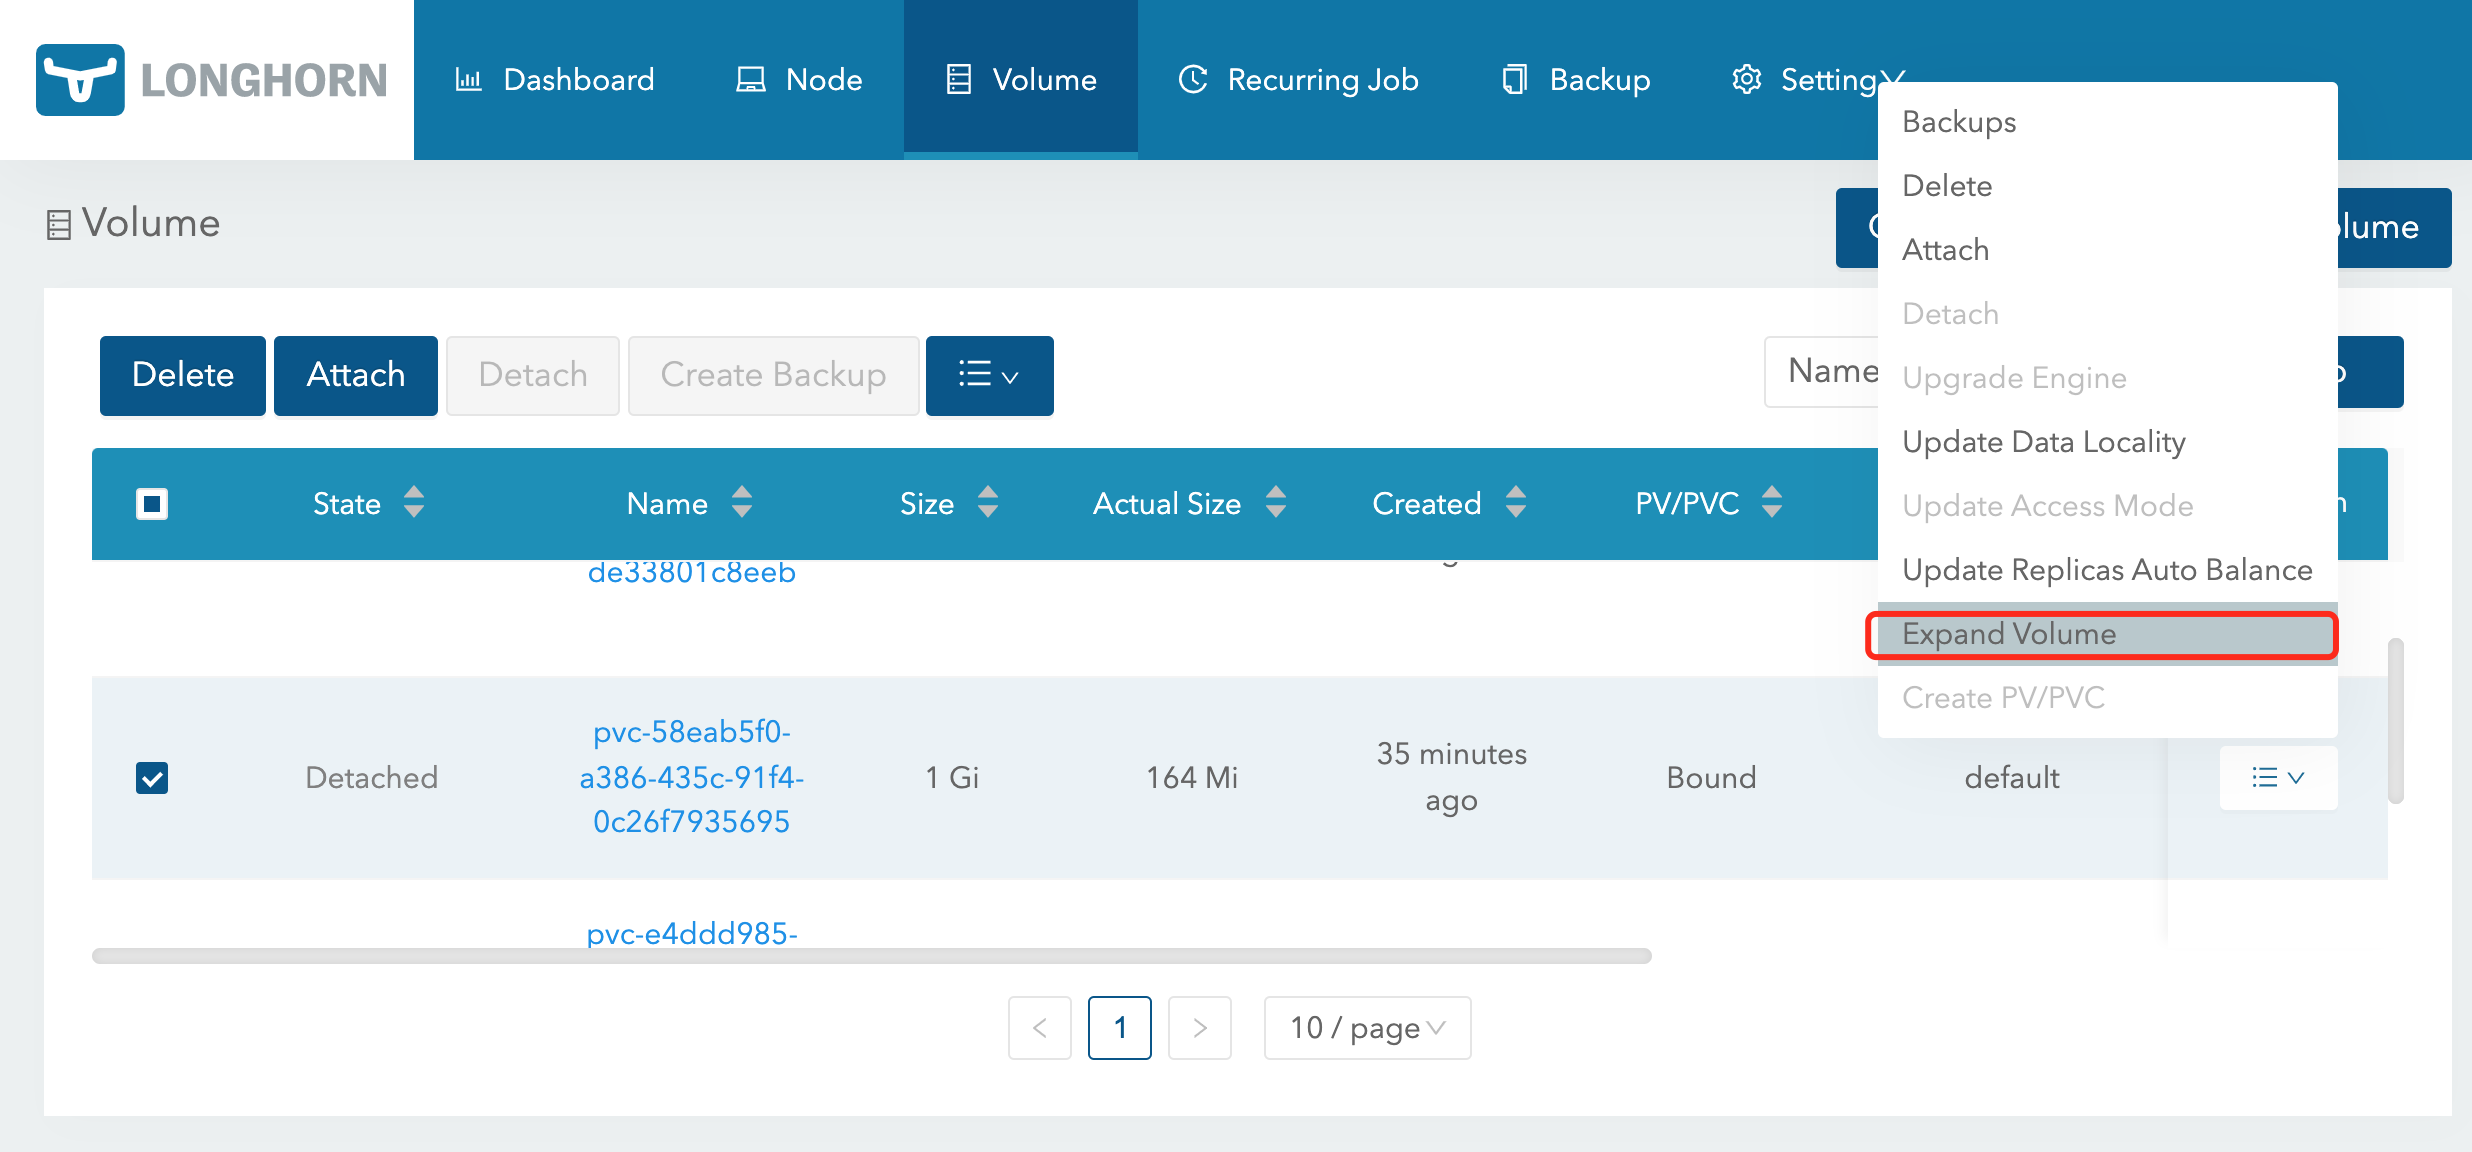 LONGHORN
Dashboard
Node
Volume
Recurring Job
Backup
Setting
Volume
Backups
Delete
Attach
Detach
Upgrade Engine
Update Data Locality
Update Access Mode
Update Replicas Auto Balance
Expand Volume
Create PV/PVC
Delete
Attach
Detach
Create Backup
Name
State
Name
Size
Actual Size
Created
PV/PVC
de33801c8eeb
Detached
pvc-58eab5f0-
a386-435c-91f4-
0c26f7935695
1 Gi
164 Mi
35 minutes
ago
Bound
default
pvc-e4ddd985-
1
10 / page